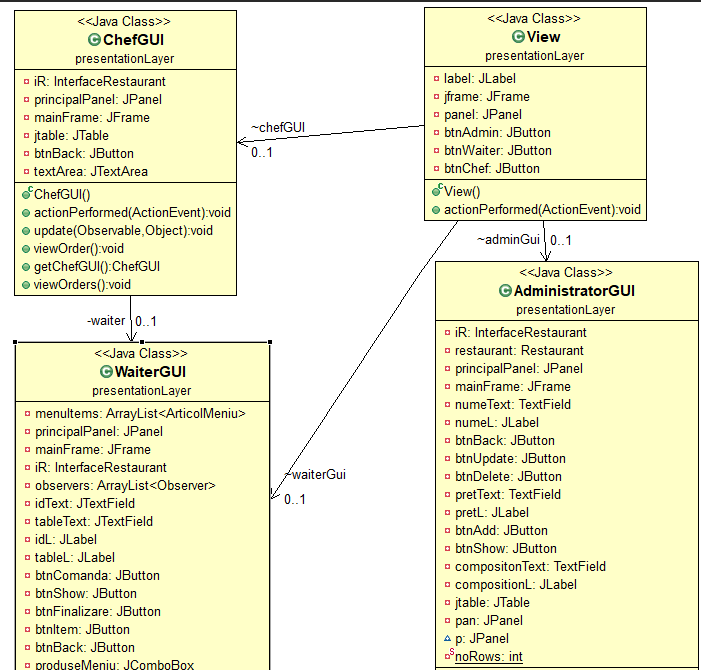 <<Java Class>>
ChefGUI
presentationLayer
iR: InterfaceRestaurant
principalPanel: JPanel
mainFrame: JFrame
jtable: JTable
btnBack: JButton
textArea: JTextArea
ChefGUI()
actionPerformed(ActionEvent):void
update(Observable,Object):void
viewOrder():void
getChefGUI():ChefGUI
viewOrders():void
~chefGUI
0..1
<<Java Class>>
View
presentationLayer
label: JLabel
jframe: JFrame
panel: JPanel
btnAdmin: JButton
btnWaiter: JButton
btnChef: JButton
View()
actionPerformed(ActionEvent):void
~adminGui
0..1
-waiter
0..1
<<Java Class>>
WaiterGUI
presentationLayer
menuItems: ArrayList<ArticolMeniu>
principalPanel: JPanel
mainFrame: JFrame
iR: InterfaceRestaurant
observers: ArrayList<Observer>
idText: JTextField
tableText: JTextField
idL: JLabel
tableL: JLabel
btnComanda: JButton
btnShow: JButton
btnFinalizare: JButton
btnItem: JButton
btnBack: JButton
produseMeniu: JComboBox
~waiterGui
0..1
<<Java Class>>
AdministratorGUI
presentationLayer
iR: InterfaceRestaurant
restaurant: Restaurant
principalPanel: JPanel
mainFrame: JFrame
numeText: TextField
numeL: JLabel
btnBack: JButton
btnUpdate: JButton
btnDelete: JButton
pretText: TextField
pretL: JLabel
btnAdd: JButton
btnShow: JButton
compositonText: TextField
compositionL: JLabel
jtable: JTable
pan: JPanel
p: JPanel
noRows: int